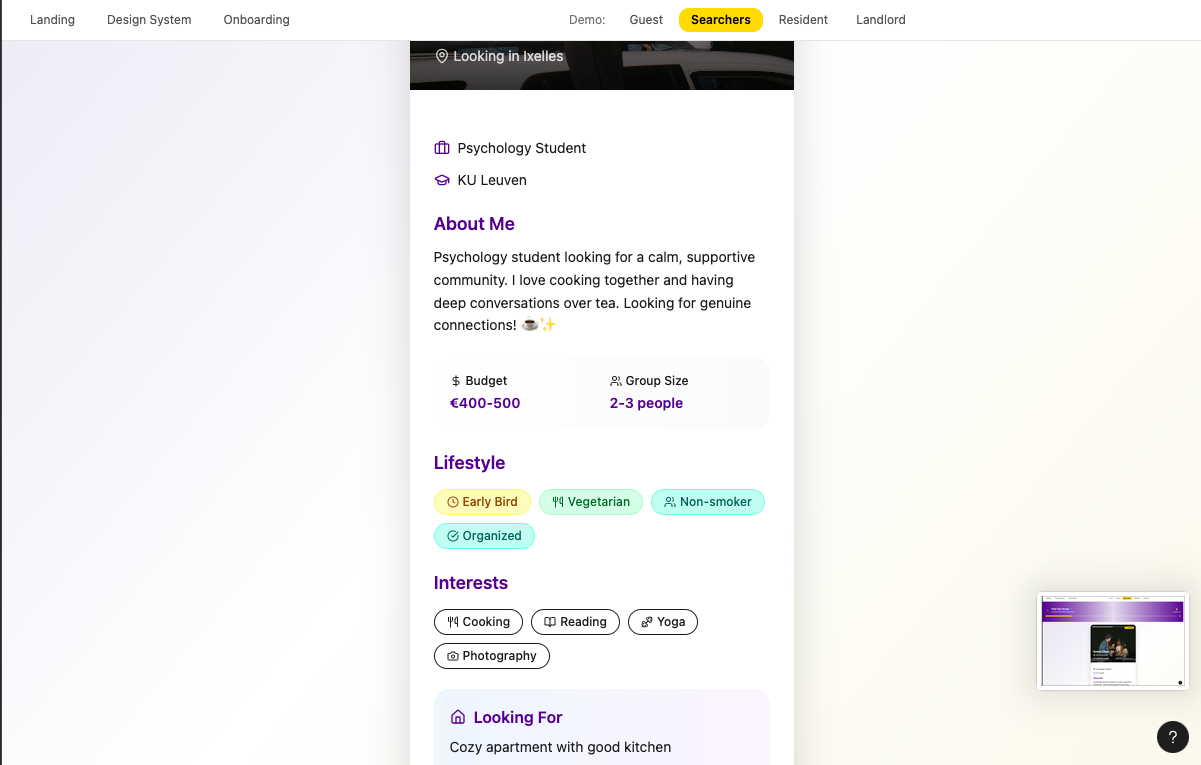 Landing Design System Onboarding Demo: Guest Searchers Resident Landlord
Looking in Ixelles
Psychology Student
KU Leuven
About Me
Psychology student looking for a calm, supportive
community. I love cooking together and having
deep conversations over tea. Looking for genuine
connections! ☕✨
Budget Group Size
€400-500 2-3 people
Lifestyle
Early Bird Vegetarian Non-smoker
Organized
Interests
Cooking Reading Yoga
Photography
Looking For
Cozy apartment with good kitchen
?